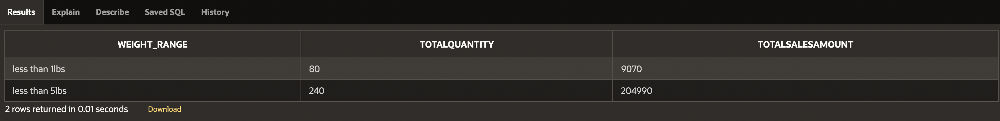 Results Explain Describe Saved SQL History
WEIGHT_RANGE TOTALQUANTITY TOTALSALESAMOUNT
less than 1lbs 80 9070
less than 5lbs 240 204990
2 rows returned in 0.01 seconds Download